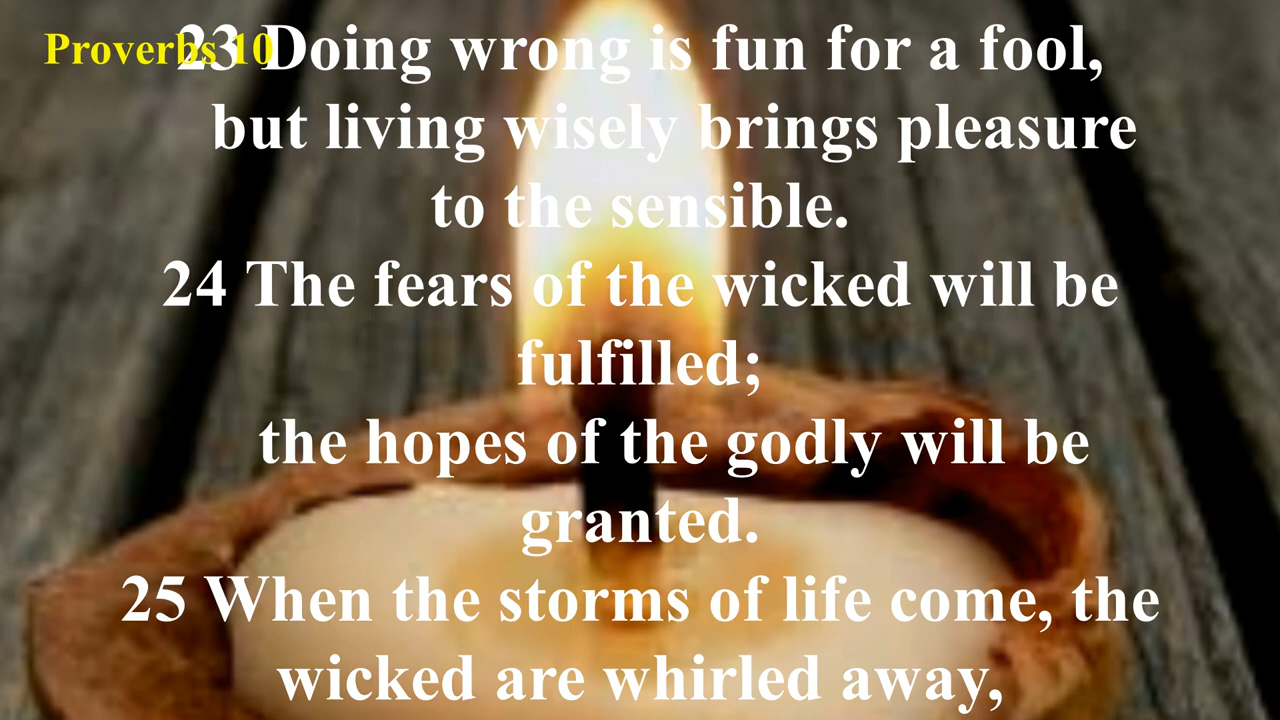 Proverbs 10
23 Doing wrong is fun for a fool,
but living wisely brings pleasure
to the sensible.
24 The fears of the wicked will be
fulfilled;
the hopes of the godly will be
granted.
25 When the storms of life come, the
wicked are whirled away,